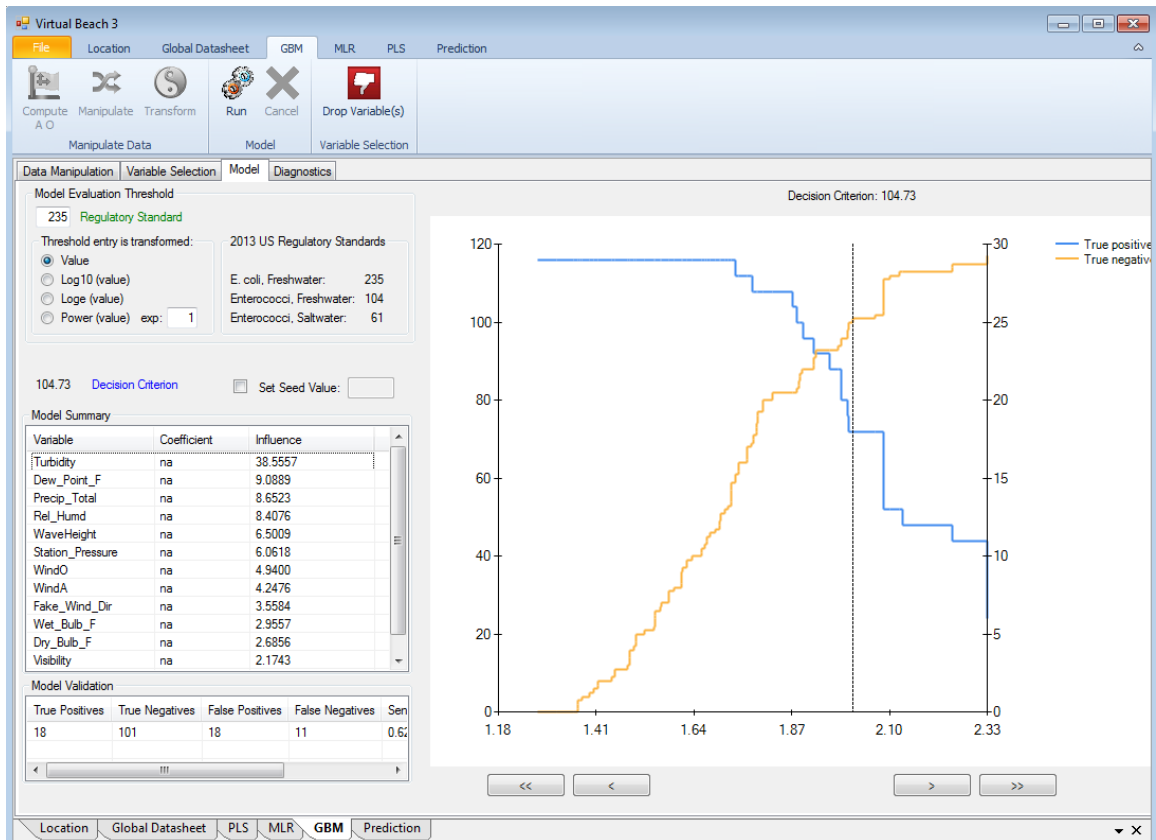 Virtual Beach 3
File Location Global Datasheet GBM MLR PLS Prediction
Compute A O Manipulate Transform Run Cancel Drop Variable(s)
Manipulate Data Model Variable Selection
Data Manipulation Variable Selection Model Diagnostics
Model Evaluation Threshold
235 Regulatory Standard
Threshold entry is transformed:
Value
Log10 (value)
Loge (value)
Power (value) exp: 1
2013 US Regulatory Standards
E. coli, Freshwater: 235
Enterococci, Freshwater: 104
Enterococci, Saltwater: 61
104.73 Decision Criterion Set Seed Value:
Model Summary
Variable Coefficient Influence
Turbidity na 38.5557
Dew_Point_F na 9.0889
Precip_Total na 8.6523
Rel_Humd na 8.4076
WaveHeight na 6.5009
Station_Pressure na 6.0618
WindO na 4.9400
WindA na 4.2476
Fake_Wind_Dir na 3.5584
Wet_Bulb_F na 2.9557
Dry_Bulb_F na 2.6856
Visibility na 2.1743
Model Validation
True Positives True Negatives False Positives False Negatives Sen
18 101 18 11 0.62
Decision Criterion: 104.73
True positive
True negative
120 30
100 25
80 20
60 15
40 10
20 5
0 0
1.18 1.41 1.64 1.87 2.10 2.33
<< < > >>
Location Global Datasheet PLS MLR GBM Prediction